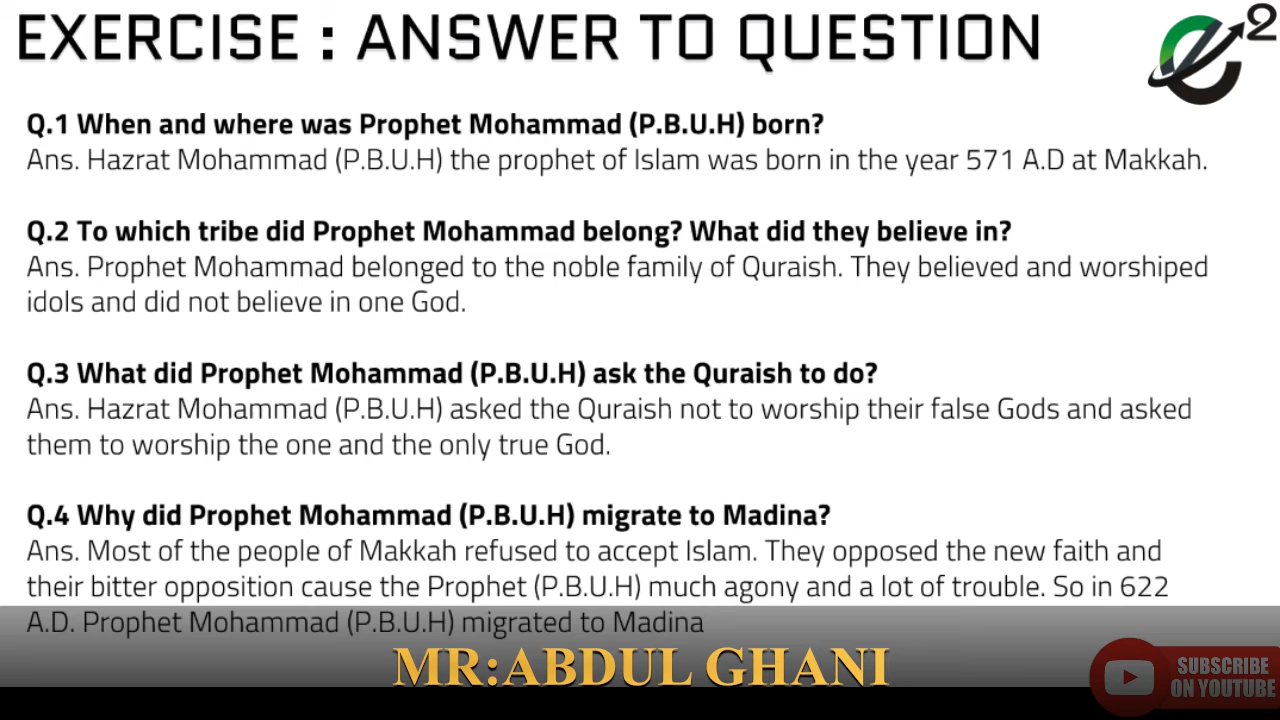 EXERCISE : ANSWER TO QUESTION
e2
Q.1 When and where was Prophet Mohammad (P.B.U.H) born?
Ans. Hazrat Mohammad (P.B.U.H) the prophet of Islam was born in the year 571 A.D at Makkah.
Q.2 To which tribe did Prophet Mohammad belong? What did they believe in?
Ans. Prophet Mohammad belonged to the noble family of Quraish. They believed and worshiped
idols and did not believe in one God.
Q.3 What did Prophet Mohammad (P.B.U.H) ask the Quraish to do?
Ans. Hazrat Mohammad (P.B.U.H) asked the Quraish not to worship their false Gods and asked
them to worship the one and the only true God.
Q.4 Why did Prophet Mohammad (P.B.U.H) migrate to Madina?
Ans. Most of the people of Makkah refused to accept Islam. They opposed the new faith and
their bitter opposition cause the Prophet (P.B.U.H) much agony and a lot of trouble. So in 622
A.D. Prophet Mohammad (P.B.U.H) migrated to Madina
MR:ABDUL GHANI
SUBSCRIBE
ON YOUTUBE